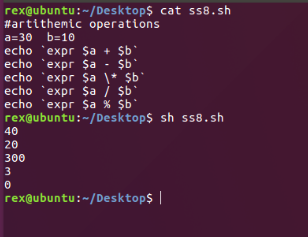 rex@ubuntu:~/Desktop$ cat ss8.sh
#artithemic operations
a=30  b=10
echo `expr $a + $b`
echo `expr $a - $b`
echo `expr $a \* $b`
echo `expr $a / $b`
echo `expr $a % $b`
rex@ubuntu:~/Desktop$ sh ss8.sh
40
20
300
3
0
rex@ubuntu:~/Desktop$